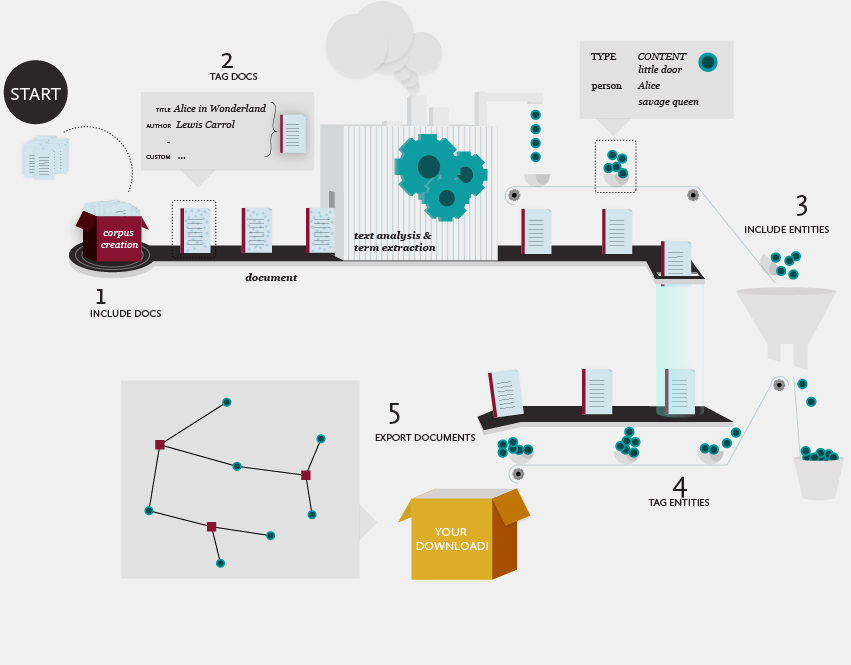 START
2
TAG DOCS
TITLE Alice in Wonderland
AUTHOR Lewis Carrol
-
CUSTOM ...
TYPE CONTENT
little door
person Alice
savage queen
corpus
creation
text analysis &
term extraction
document
1
INCLUDE DOCS
3
INCLUDE ENTITIES
5
EXPORT DOCUMENTS
4
TAG ENTITIES
YOUR
DOWNLOAD!